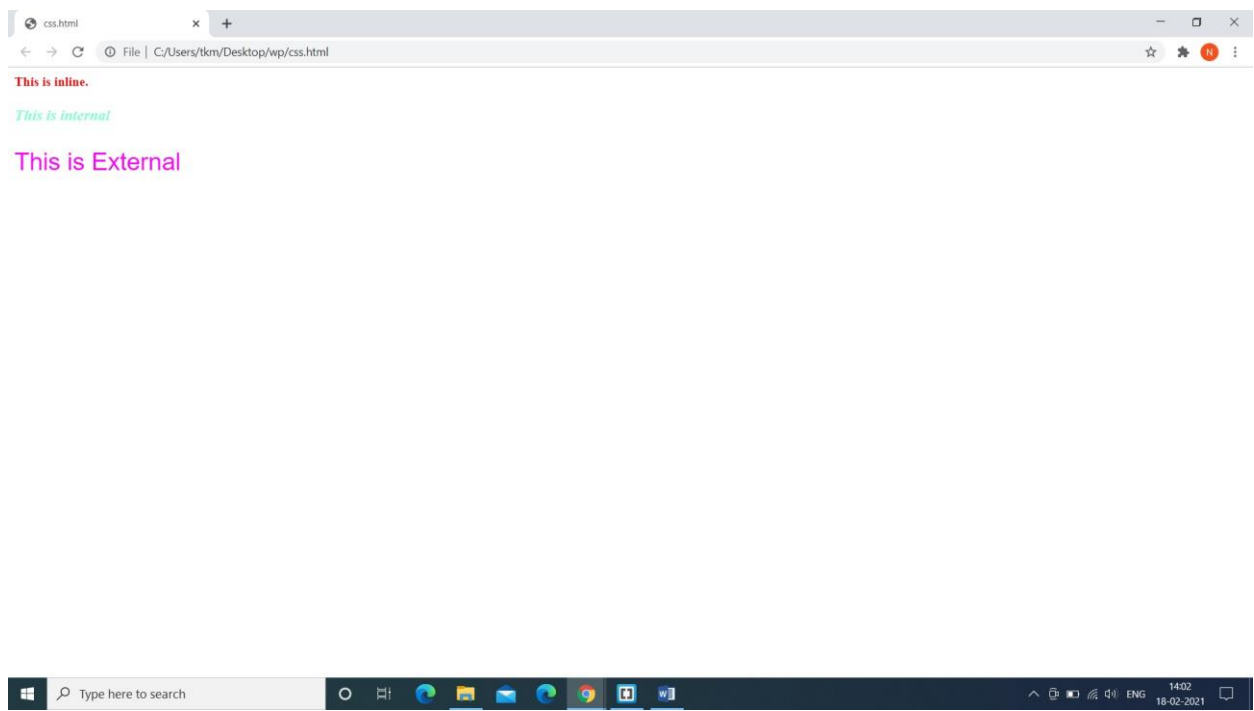 css.html
File | C:/Users/tkm/Desktop/wp/css.html
N
This is inline.
This is internal
This is External
Type here to search
W
ENG
14:02
18-02-2021